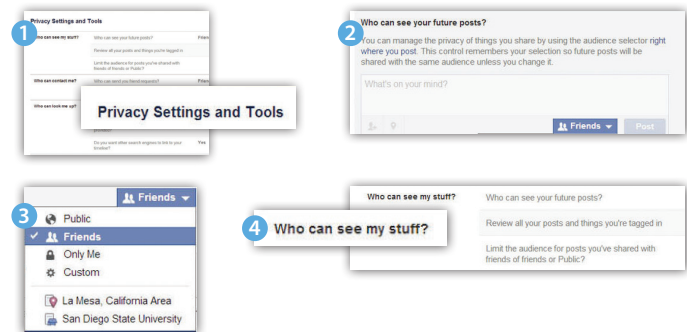 1
Privacy Settings and Tools
Who can see my stuff?
Who can see your future posts?
Friends
Review all your posts and things you're tagged in
Limit the audience for posts you've shared with
friends of friends or Public?
Who can contact me?
Who can send you friend requests?
Who can look me up?
Privacy Settings and Tools
Do you want other search engines to link to your
timeline?
Yes
2
Who can see your future posts?
You can manage the privacy of things you share by using the audience selector right
where you post. This control remembers your selection so future posts will be
shared with the same audience unless you change it.
What's on your mind?
Friends
Post
3
Friends
Public
Friends
Only Me
Custom
La Mesa, California Area
San Diego State University
4
Who can see my stuff?
Who can see my stuff?
Who can see your future posts?
Review all your posts and things you're tagged in
Limit the audience for posts you've shared with
friends of friends or Public?